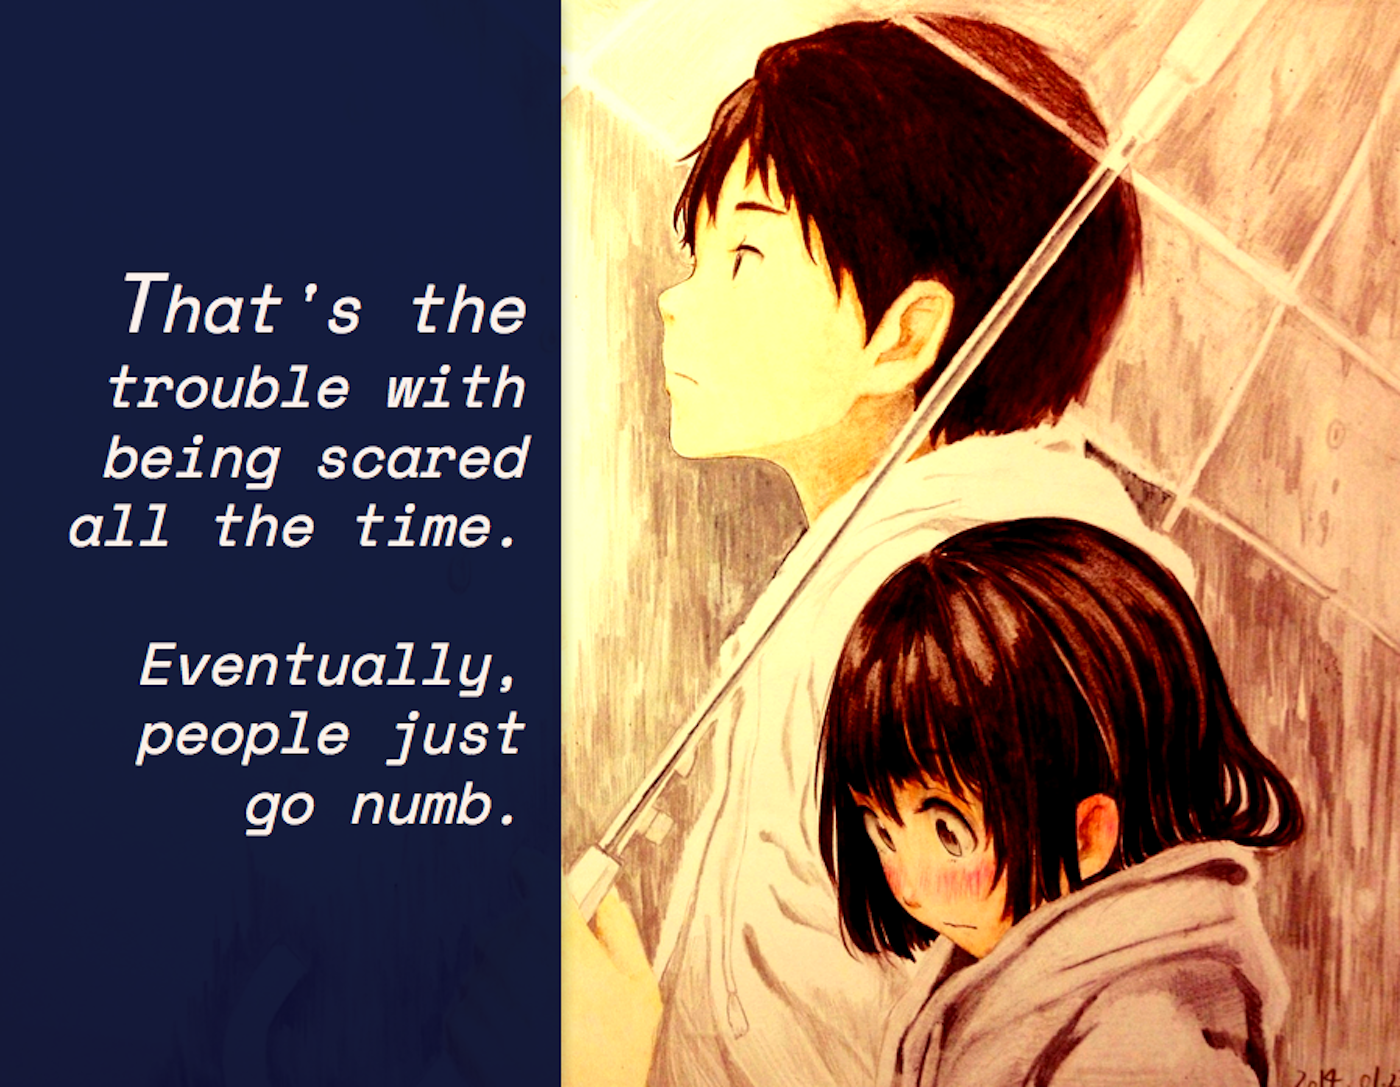 That's the
trouble with
being scared
all the time.
Eventually,
people just
go numb.